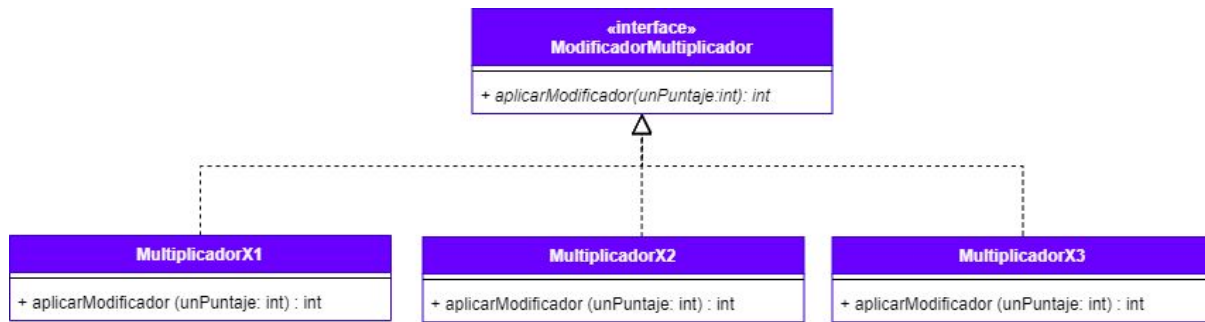 «interface»
ModificadorMultiplicador
+ aplicarModificador(unPuntaje:int): int
MultiplicadorX1
MultiplicadorX2
MultiplicadorX3
+ aplicarModificador (unPuntaje: int) : int
+ aplicarModificador (unPuntaje: int) : int
+ aplicarModificador (unPuntaje: int) : int